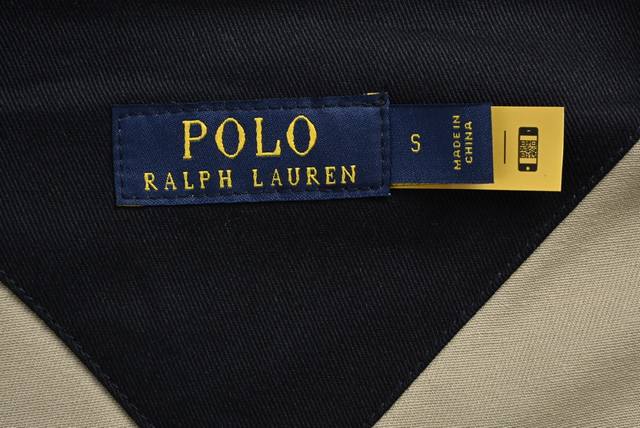 POLO
RALPH LAUREN
S
MADE IN
CHINA